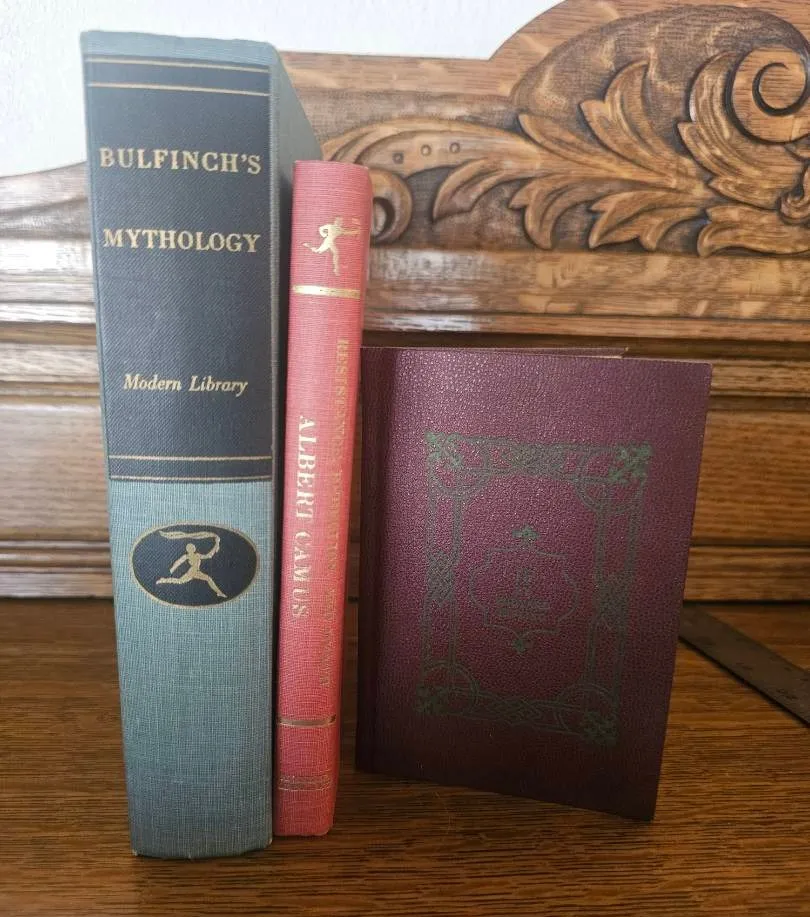 BULFINCH'S
MYTHOLOGY
Modern Library
RESISTANCE, REBELLION, AND DEATH
ALBERT CAMUS